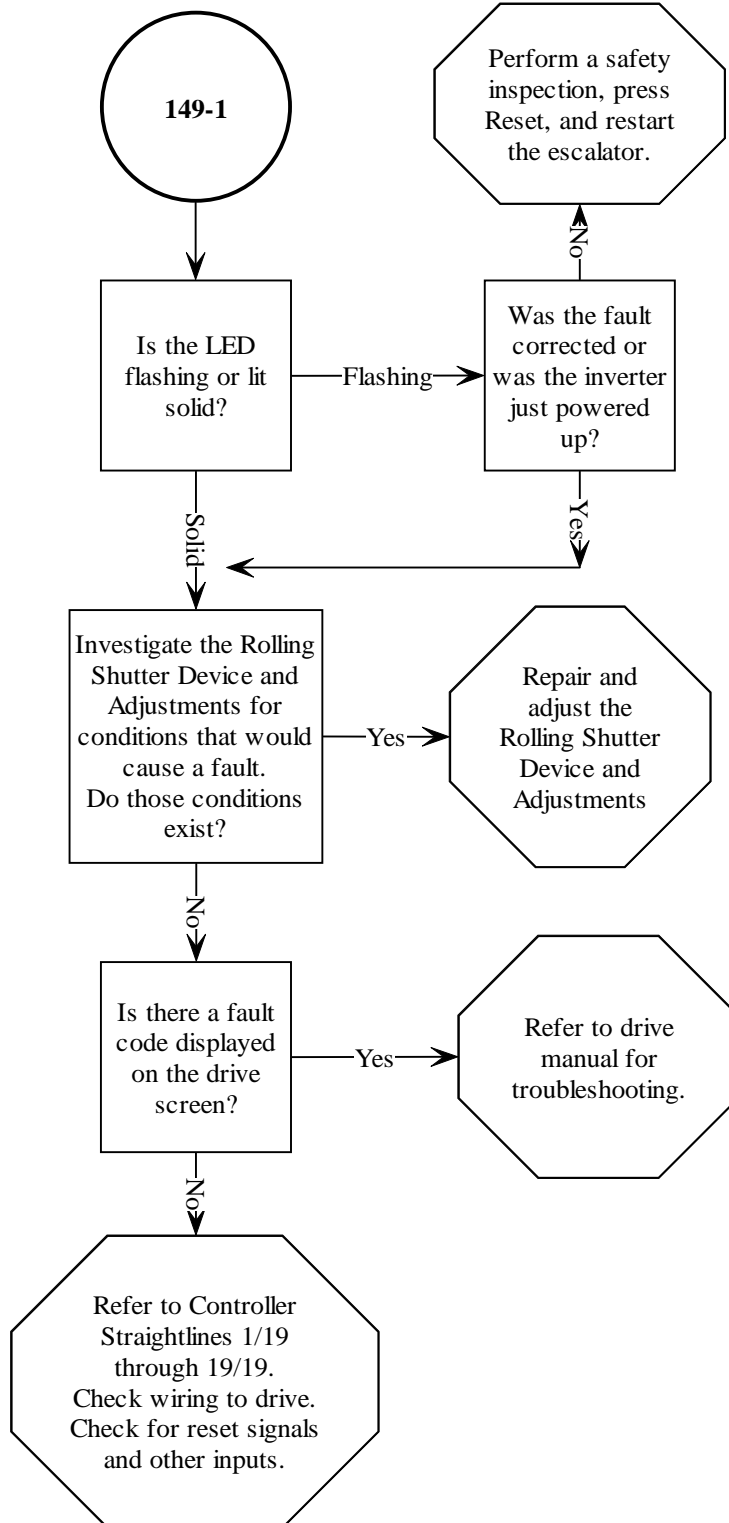 149-1
Perform a safety
inspection, press
Reset, and restart
the escalator.
No
Is the LED
flashing or lit
solid?
Flashing
Was the fault
corrected or
was the inverter
just powered
up?
Solid
Yes
Investigate the Rolling
Shutter Device and
Adjustments for
conditions that would
cause a fault.
Do those conditions
exist?
Yes
Repair and
adjust the
Rolling Shutter
Device and
Adjustments
No
Is there a fault
code displayed
on the drive
screen?
Yes
Refer to drive
manual for
troubleshooting.
No
Refer to Controller
Straightlines 1/19
through 19/19.
Check wiring to drive.
Check for reset signals
and other inputs.